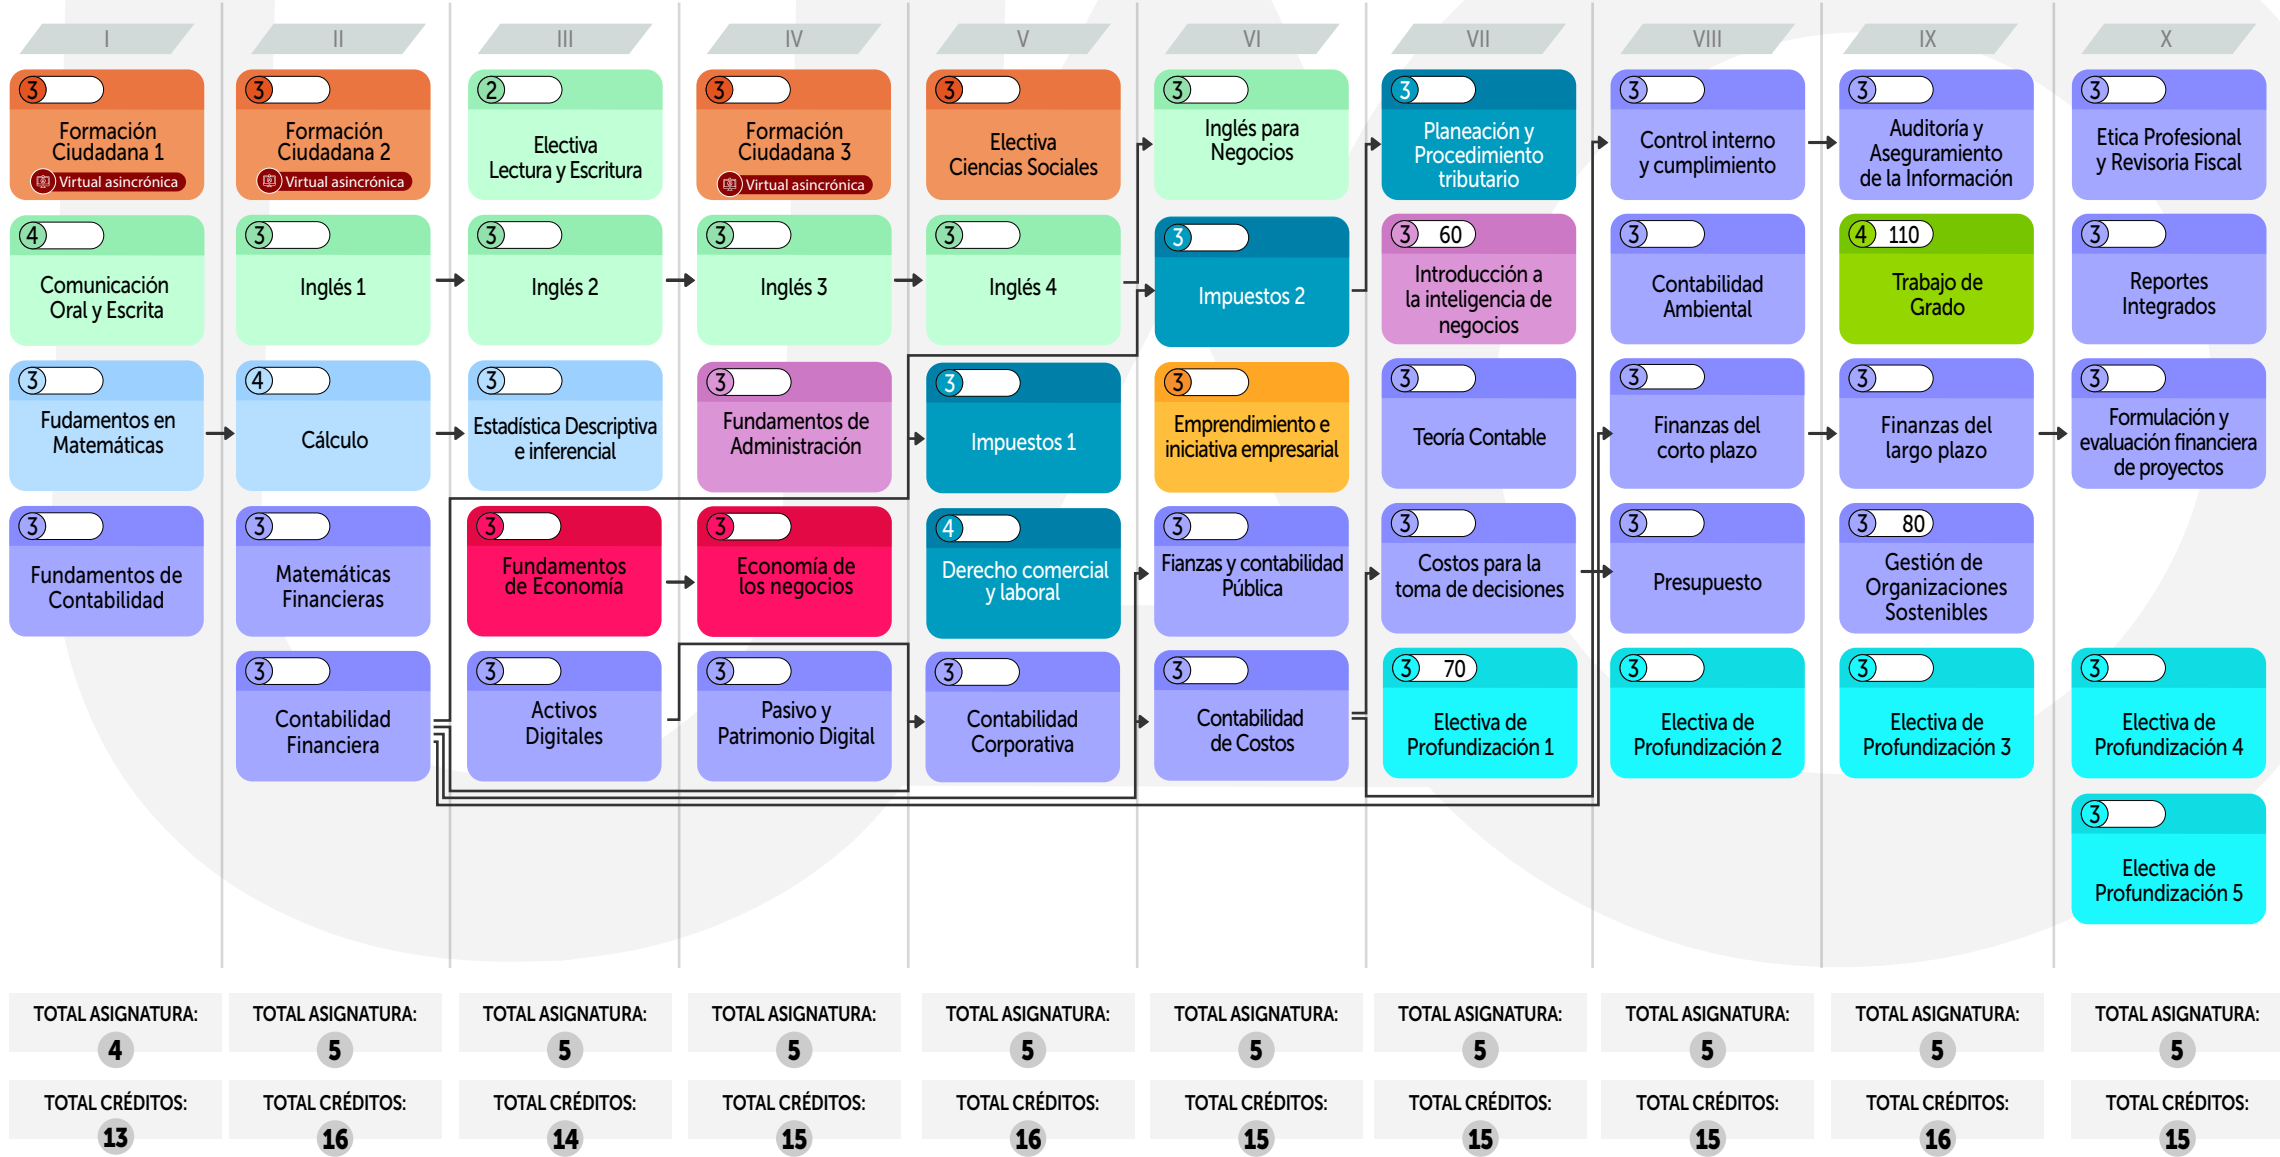 I
II
III
IV
V
VI
VII
VIII
IX
X
3
Formación
Ciudadana 1
Virtual asincrónica
4
Comunicación
Oral y Escrita
3
Fudamentos en
Matemáticas
3
Fundamentos de
Contabilidad
3
Formación
Ciudadana 2
Virtual asincrónica
3
Inglés 1
4
Cálculo
3
Matemáticas
Financieras
3
Contabilidad
Financiera
2
Electiva
Lectura y Escritura
3
Inglés 2
3
Estadística Descriptiva
e inferencial
3
Fundamentos
de Economía
3
Activos
Digitales
3
Formación
Ciudadana 3
Virtual asincrónica
3
Inglés 3
3
Fundamentos de
Administración
3
Economía de
los negocios
3
Pasivo y
Patrimonio Digital
3
Electiva
Ciencias Sociales
3
Inglés 4
3
Impuestos 1
4
Derecho comercial
y laboral
3
Contabilidad
Corporativa
3
Inglés para
Negocios
3
Impuestos 2
3
Emprendimiento e
iniciativa empresarial
3
Fianzas y contabilidad
Pública
3
Contabilidad
de Costos
3
Planeación y
Procedimiento
tributario
3 60
Introducción a
la inteligencia de
negocios
3
Teoría Contable
3
Costos para la
toma de decisiones
3 70
Electiva de
Profundización 1
3
Control interno
y cumplimiento
3
Contabilidad
Ambiental
3
Finanzas del
corto plazo
3
Presupuesto
3
Electiva de
Profundización 2
3
Auditoría y
Aseguramiento
de la Información
4 110
Trabajo de
Grado
3
Finanzas del
largo plazo
3 80
Gestión de
Organizaciones
Sostenibles
3
Electiva de
Profundización 3
3
Etica Profesional
y Revisoria Fiscal
3
Reportes
Integrados
3
Formulación y
evaluación financiera
de proyectos
3
Electiva de
Profundización 4
3
Electiva de
Profundización 5
TOTAL ASIGNATURA:
4
TOTAL ASIGNATURA:
5
TOTAL ASIGNATURA:
5
TOTAL ASIGNATURA:
5
TOTAL ASIGNATURA:
5
TOTAL ASIGNATURA:
5
TOTAL ASIGNATURA:
5
TOTAL ASIGNATURA:
5
TOTAL ASIGNATURA:
5
TOTAL ASIGNATURA:
5
TOTAL CRÉDITOS:
13
TOTAL CRÉDITOS:
16
TOTAL CRÉDITOS:
14
TOTAL CRÉDITOS:
15
TOTAL CRÉDITOS:
16
TOTAL CRÉDITOS:
15
TOTAL CRÉDITOS:
15
TOTAL CRÉDITOS:
15
TOTAL CRÉDITOS:
16
TOTAL CRÉDITOS:
15